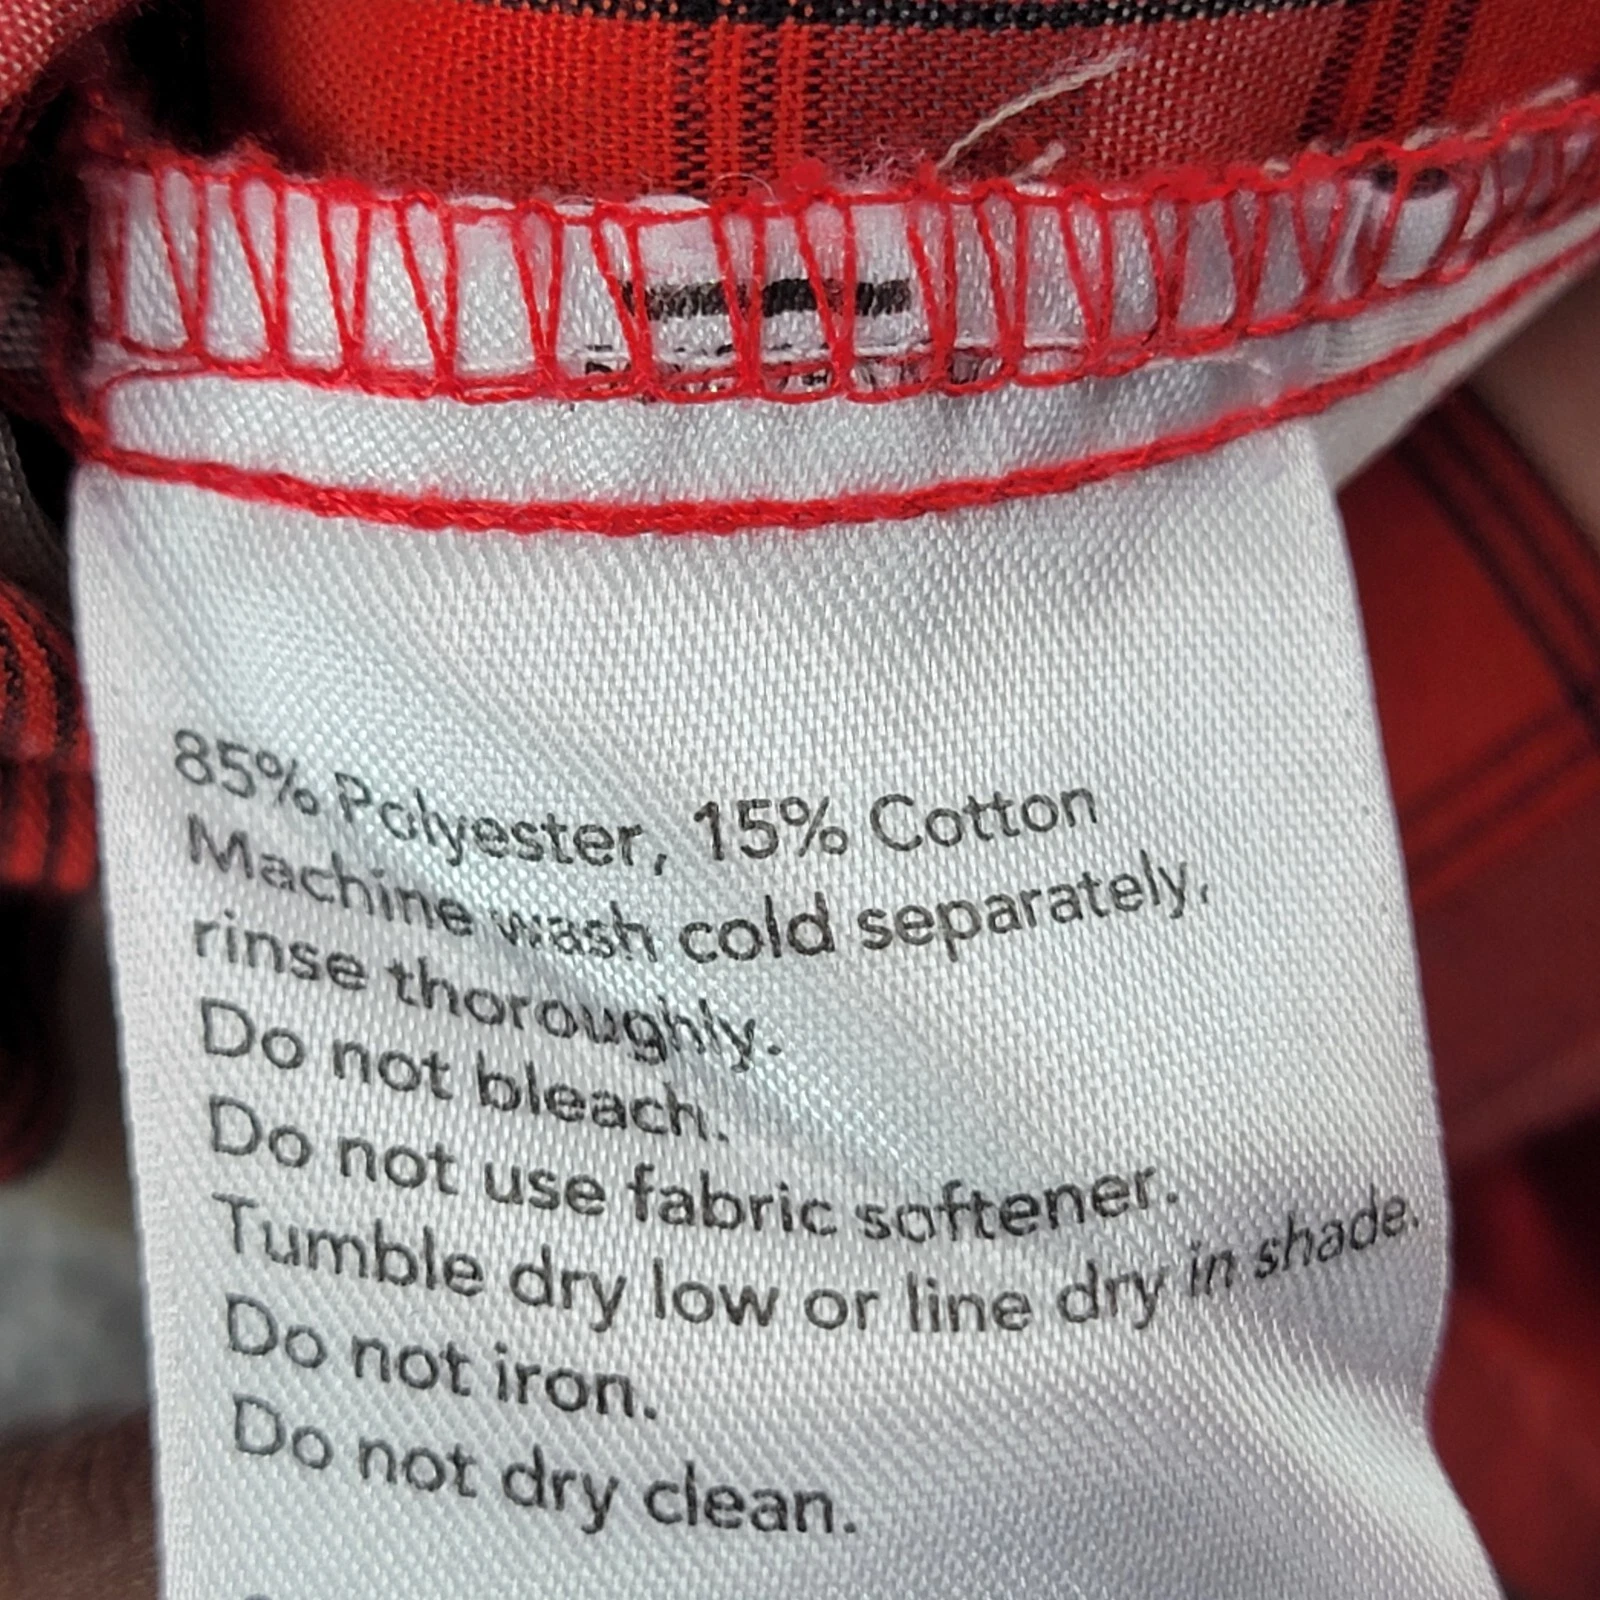 85% Polyester, 15% Cotton
Machine wash cold separately,
rinse thoroughly.
Do not bleach.
Do not use fabric softener.
Tumble dry low or line dry in shade.
Do not iron.
Do not dry clean.